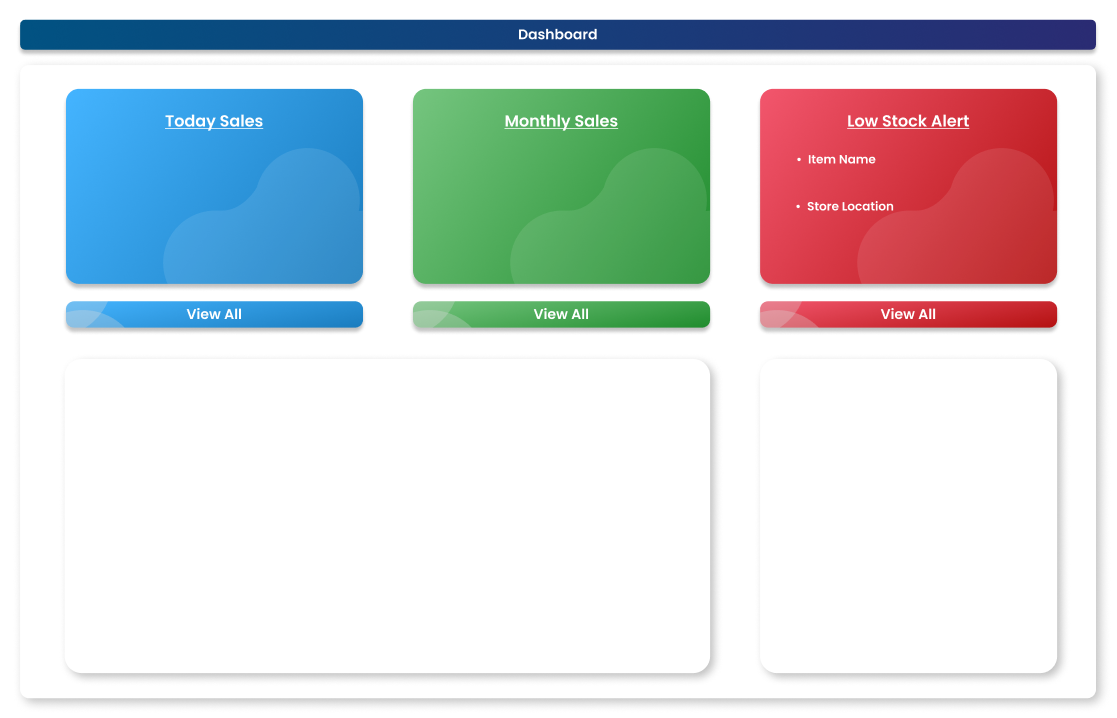 Dashboard
Today Sales
Monthly Sales
Low Stock Alert
• Item Name
• Store Location
View All
View All
View All